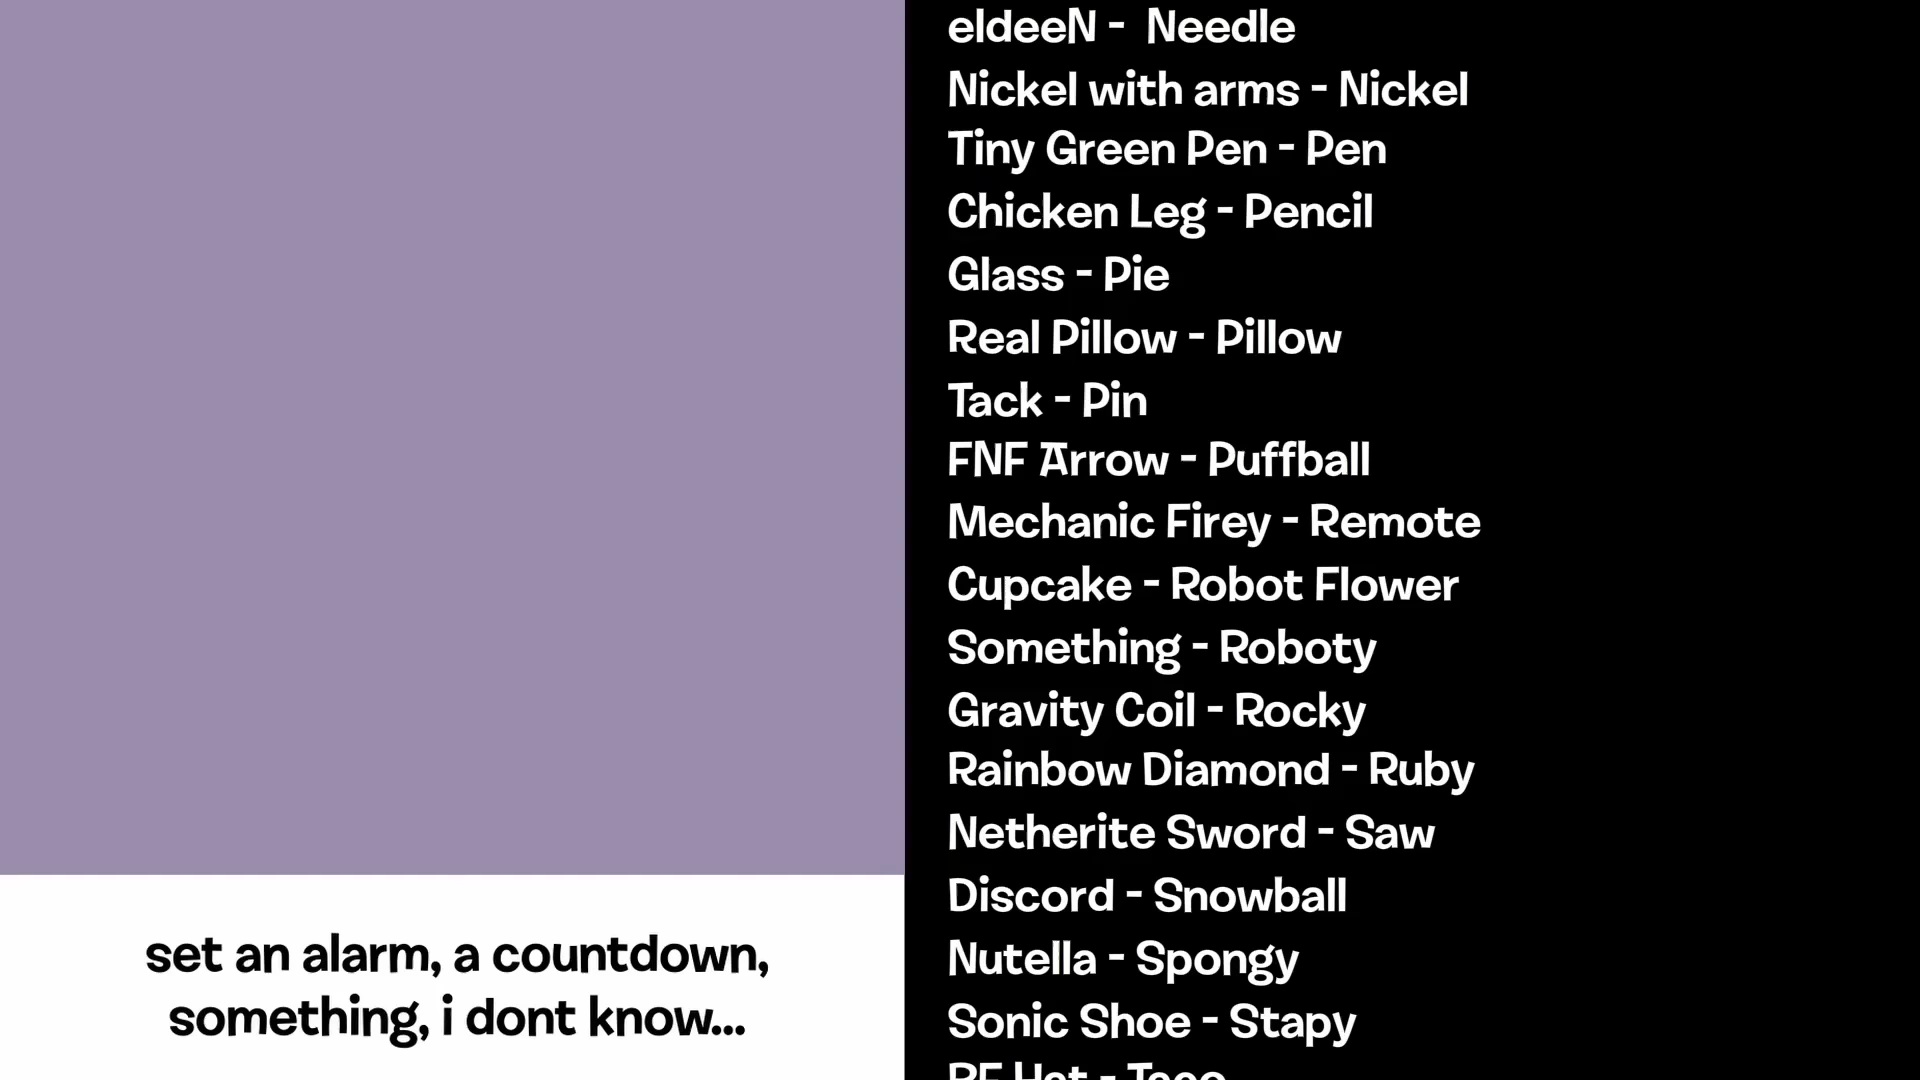 eldeeN - Needle
Nickel with arms - Nickel
Tiny Green Pen - Pen
Chicken Leg - Pencil
Glass - Pie
Real Pillow - Pillow
Tack - Pin
FNF Arrow - Puffball
Mechanic Firey - Remote
Cupcake - Robot Flower
Something - Roboty
Gravity Coil - Rocky
Rainbow Diamond - Ruby
Netherite Sword - Saw
Discord - Snowball
Nutella - Spongy
Sonic Shoe - Stapy
set an alarm, a countdown,
something, i dont know...